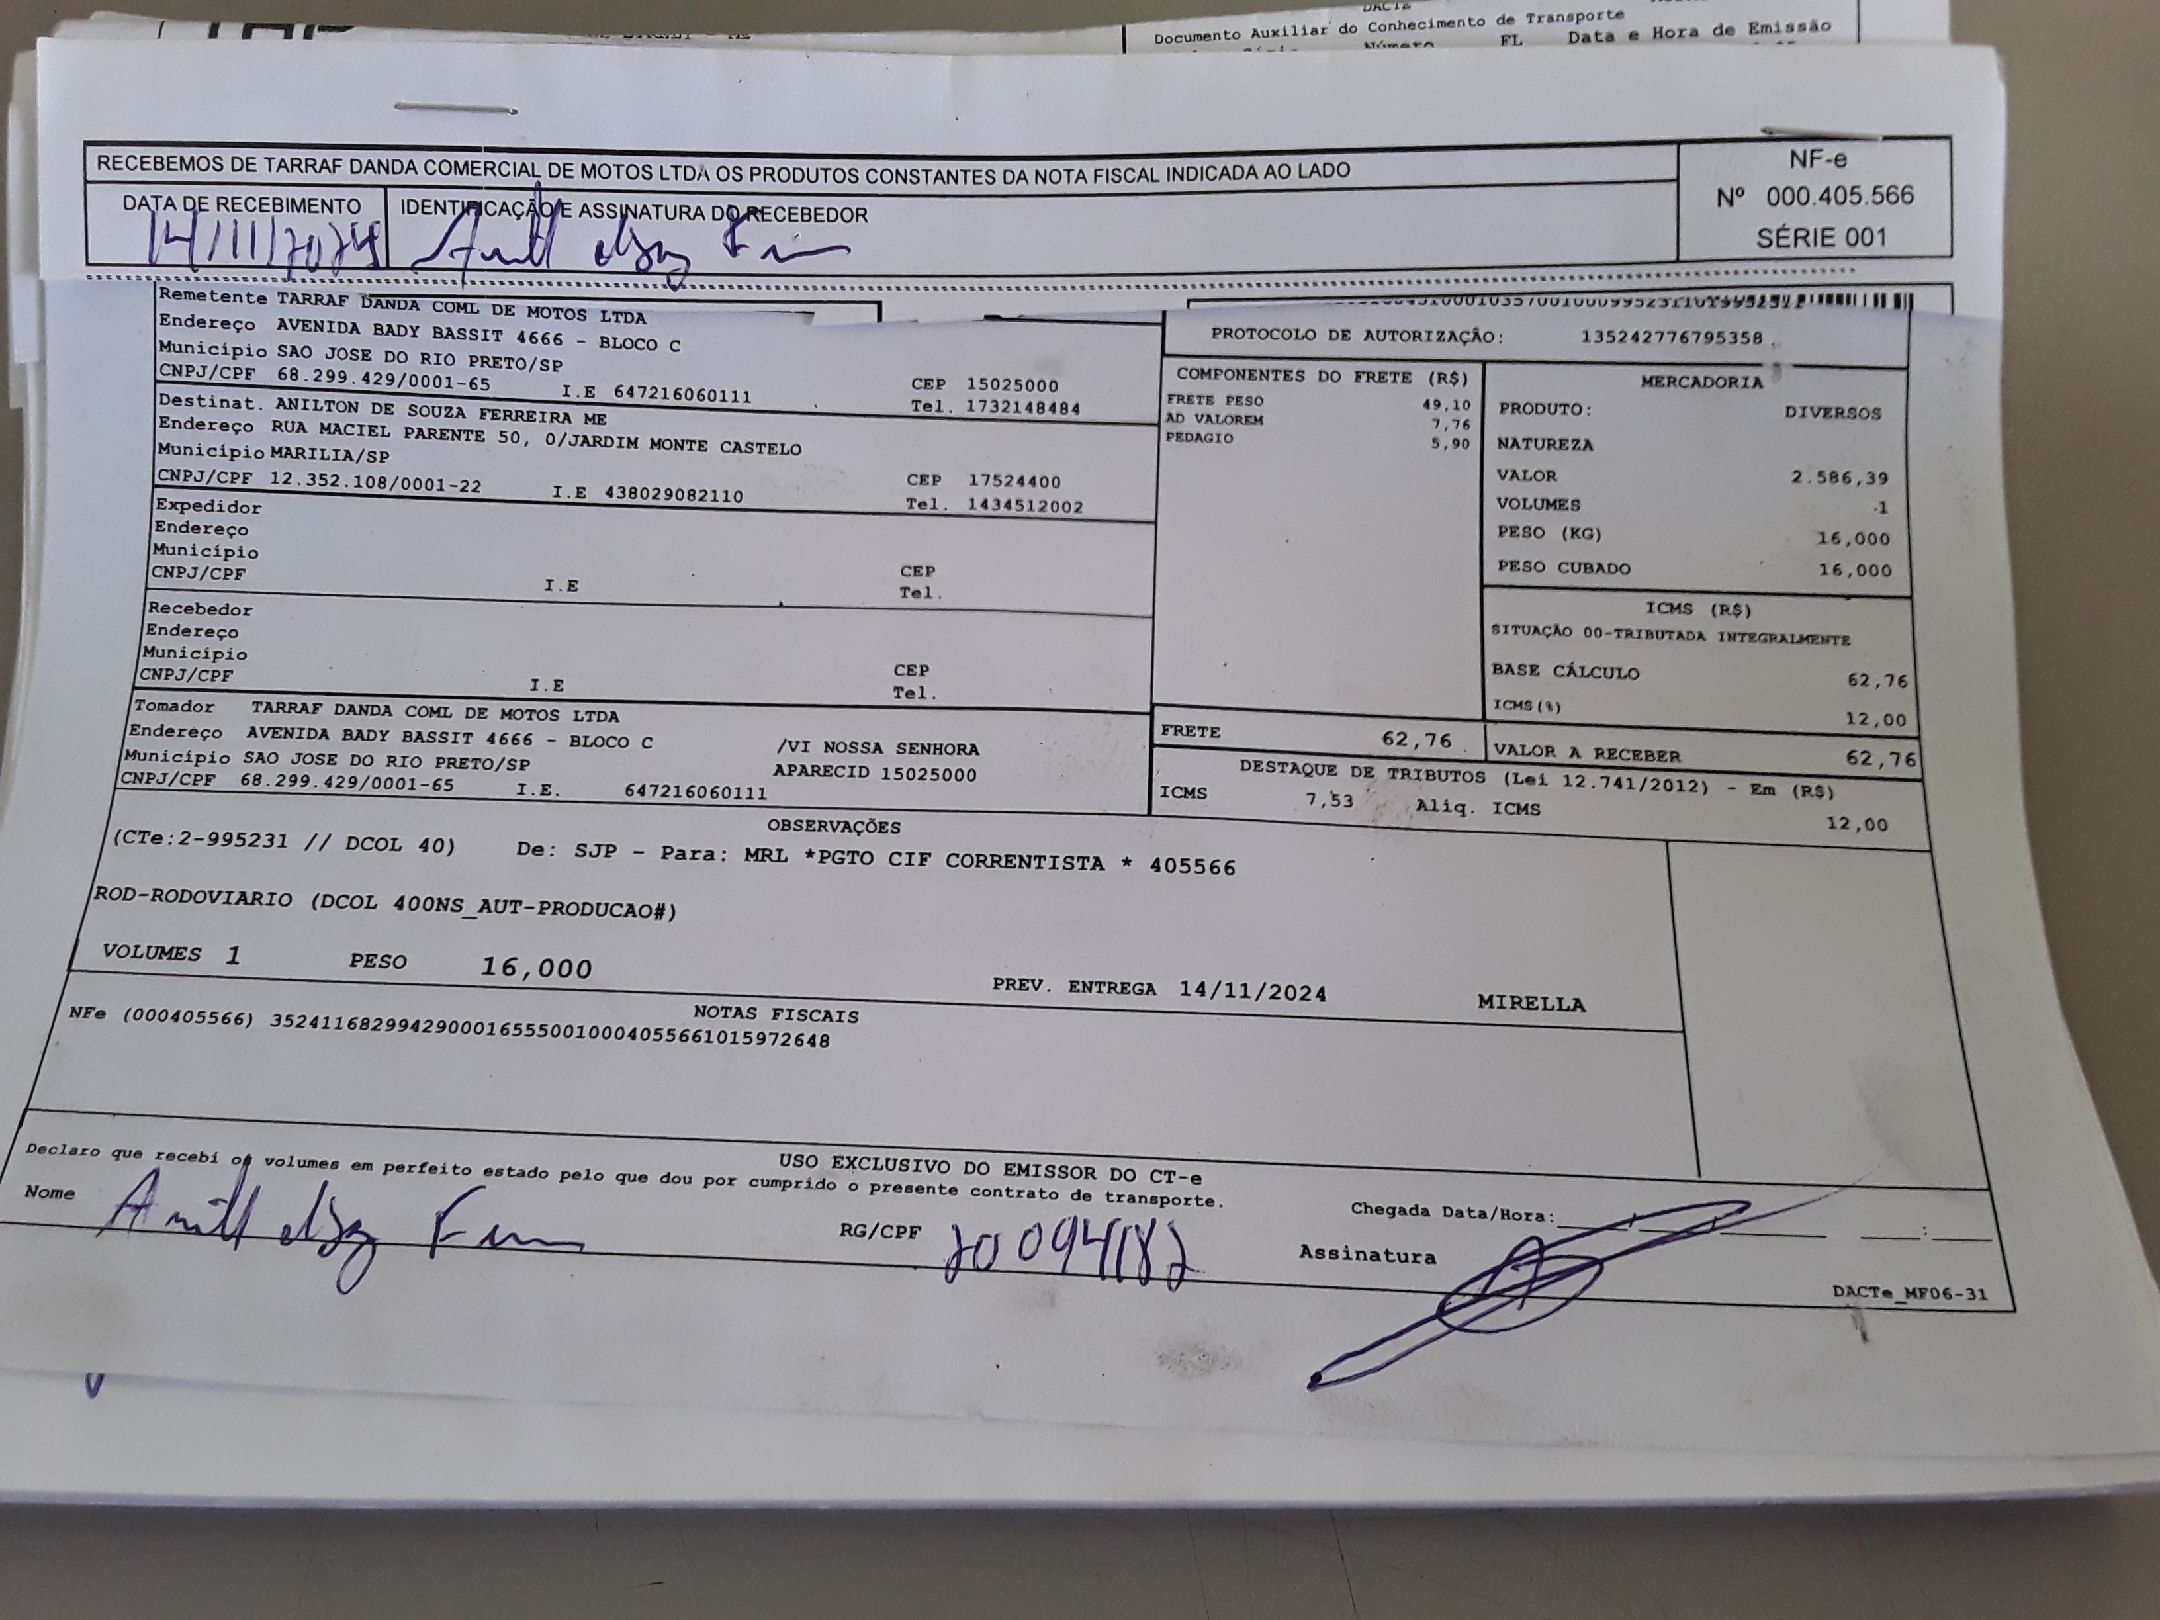 Documento Auxiliar do Conhecimento de Transporte
Número FL Data e Hora de Emissão
RECEBEMOS DE TARRAF DANDA COMERCIAL DE MOTOS LTDA OS PRODUTOS CONSTANTES DA NOTA FISCAL INDICADA AO LADO
NF-e
Nº 000.405.566
SÉRIE 001
DATA DE RECEBIMENTO
IDENTIFICAÇÃO E ASSINATURA DO RECEBEDOR
14/11/2024
Remetente TARRAF DANDA COML DE MOTOS LTDA
Endereço AVENIDA BADY BASSIT 4666 - BLOCO C
Município SAO JOSE DO RIO PRETO/SP
CNPJ/CPF 68.299.429/0001-65 I.E 647216060111
CEP 15025000
Tel. 1732148484
Destinat. ANILTON DE SOUZA FERREIRA ME
Endereço RUA MACIEL PARENTE 50, 0/JARDIM MONTE CASTELO
Município MARILIA/SP
CNPJ/CPF 12.352.108/0001-22 I.E 438029082110
CEP 17524400
Tel. 1434512002
Expedidor
Endereço
Município
CNPJ/CPF I.E
CEP
Tel.
Recebedor
Endereço
Município
CNPJ/CPF I.E
CEP
Tel.
Tomador TARRAF DANDA COML DE MOTOS LTDA
Endereço AVENIDA BADY BASSIT 4666 - BLOCO C /VI NOSSA SENHORA
Município SAO JOSE DO RIO PRETO/SP APARECID 15025000
CNPJ/CPF 68.299.429/0001-65 I.E. 647216060111
PROTOCOLO DE AUTORIZAÇÃO: 135242776795358
COMPONENTES DO FRETE (R$)
FRETE PESO 49,10
AD VALOREM 7,76
PEDAGIO 5,90
MERCADORIA
PRODUTO: DIVERSOS
NATUREZA
VALOR 2.586,39
VOLUMES 1
PESO (KG) 16,000
PESO CUBADO 16,000
ICMS (R$)
SITUAÇÃO 00-TRIBUTADA INTEGRALMENTE
BASE CÁLCULO 62,76
ICMS(%) 12,00
FRETE 62,76
VALOR A RECEBER 62,76
DESTAQUE DE TRIBUTOS (Lei 12.741/2012) - Em (R$)
ICMS 7,53 Aliq. ICMS 12,00
OBSERVAÇÕES
(CTe:2-995231 // DCOL 40) De: SJP - Para: MRL *PGTO CIF CORRENTISTA * 405566
ROD-RODOVIARIO (DCOL 400NS_AUT-PRODUCAO#)
VOLUMES 1 PESO 16,000 PREV. ENTREGA 14/11/2024 MIRELLA
NOTAS FISCAIS
NFe (000405566) 35241168299429000165550010004055661015972648
USO EXCLUSIVO DO EMISSOR DO CT-e
Declaro que recebi os volumes em perfeito estado pelo que dou por cumprido o presente contrato de transporte.
Nome
RG/CPF 20094182
Chegada Data/Hora:
Assinatura
DACTe_MF06-31